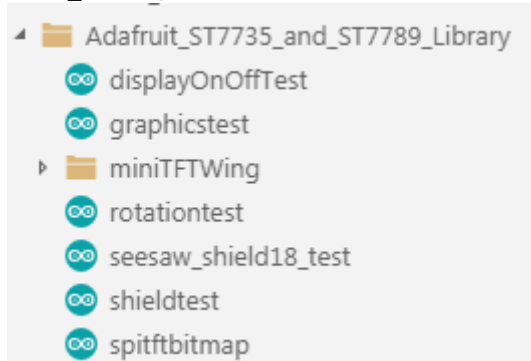 Adafruit_ST7735_and_ST7789_Library
displayOnOffTest
graphicstest
miniTFTWing
rotationtest
seesaw_shield18_test
shieldtest
spitftbitmap